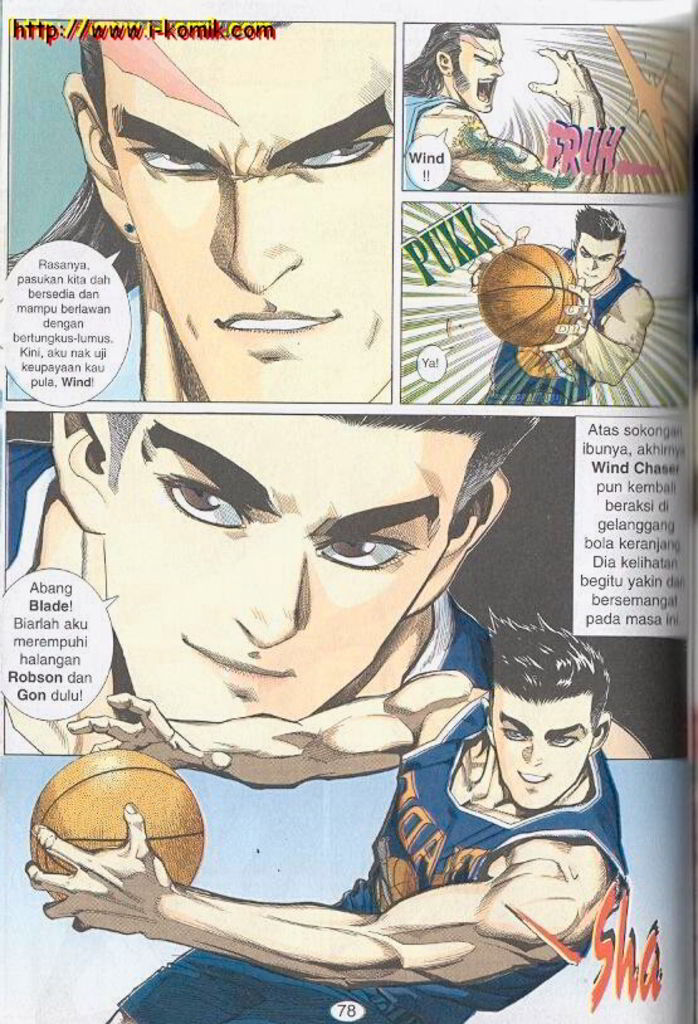 http://www.r-komik.com
Rasanya,
pasukan kita dah
bersedia dan
mampu berlawan
dengan
bertungkus-lumus.
Kini, aku nak uji
keupayaan kau
pula, Wind!
Wind
!!
FRUH
PUKK
Ya!
Atas sokongan
ibunya, akhirnya
Wind Chaser
pun kembali
beraksi di
gelanggang
bola keranjang.
Dia kelihatan
begitu yakin dan
bersemangat
pada masa ini.
Abang
Blade!
Biarlah aku
merempuhi
halangan
Robson dan
Gon dulu!
Sha
78